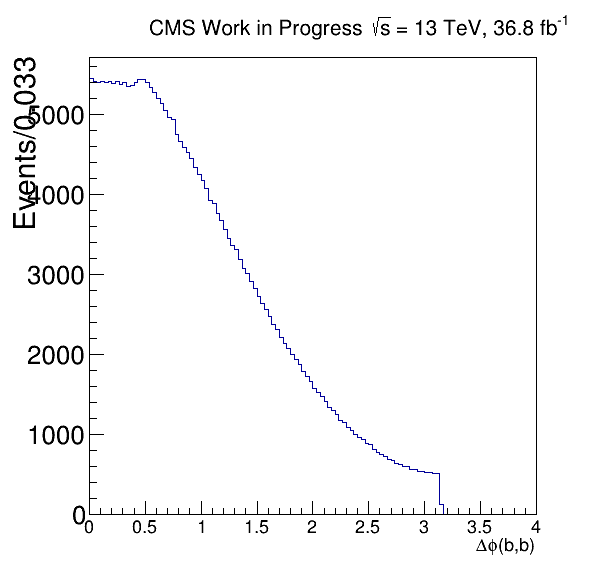 CMS Work in Progress √s = 13 TeV, 36.8 fb⁻¹
Events/0.033
5000
4000
3000
2000
1000
0
0 0.5 1 1.5 2 2.5 3 3.5 4
Δϕ(b,b)